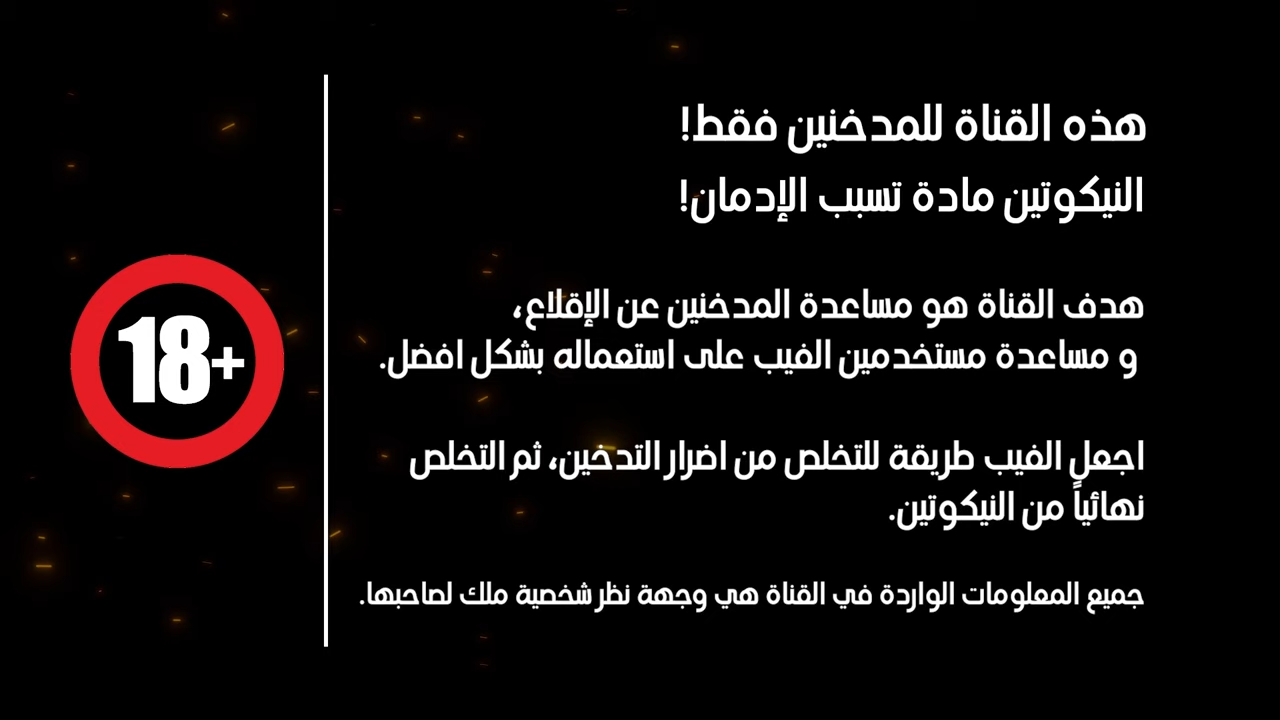 هذه القناة للمدخنين فقط!
النيكوتين مادة تسبب الإدمان!
هدف القناة هو مساعدة المدخنين عن الإقلاع،
و مساعدة مستخدمين الفيب على استعماله بشكل افضل.
اجعل الفيب طريقة للتخلص من اضرار التدخين، ثم التخلص
نهائياً من النيكوتين.
جميع المعلومات الواردة في القناة هي وجهة نظر شخصية ملك لصاحبها.
18+